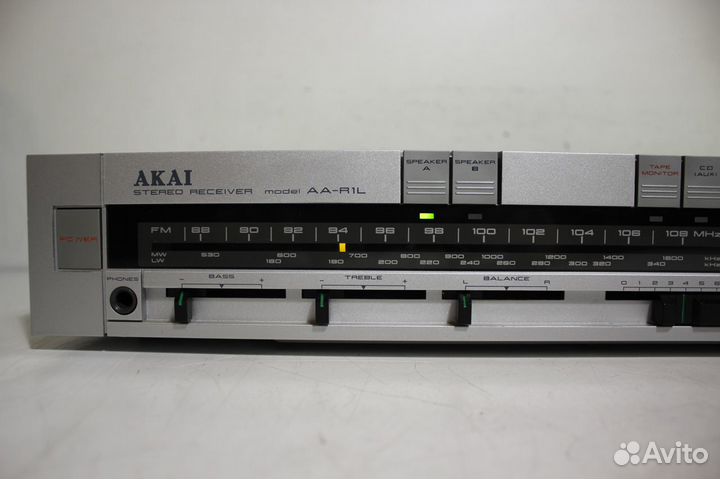 AKAI
STEREO RECEIVER model AA-R1L
SPEAKER A
SPEAKER B
TAPE MONITOR
CD (AUX)
POWER
FM 88 90 92 94 96 98 100 102 104 106 108 MHz
MW 530 600 700 800 1000 1200 1400 1600 kHz
LW 150 160 180 200 220 240 260 280 300 320 340 kHz
PHONES
− BASS +
− TREBLE +
L BALANCE R
0 1 2 3 4 5 6
Avito